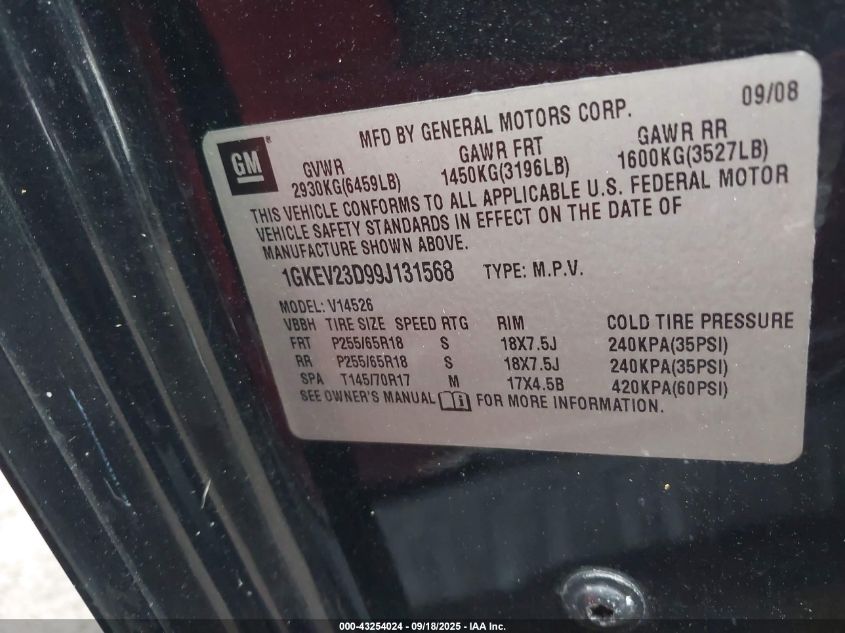 09/08
MFD BY GENERAL MOTORS CORP.
GM
GVWR GAWR FRT GAWR RR
2930KG(6459LB) 1450KG(3196LB) 1600KG(3527LB)
THIS VEHICLE CONFORMS TO ALL APPLICABLE U.S. FEDERAL MOTOR
VEHICLE SAFETY STANDARDS IN EFFECT ON THE DATE OF
MANUFACTURE SHOWN ABOVE.
1GKEV23D99J131568 TYPE: M.P.V.
MODEL: V14526
VBBH TIRE SIZE SPEED RTG RIM COLD TIRE PRESSURE
FRT P255/65R18 S 18X7.5J 240KPA(35PSI)
RR P255/65R18 S 18X7.5J 240KPA(35PSI)
SPA T145/70R17 M 17X4.5B 420KPA(60PSI)
SEE OWNER'S MANUAL FOR MORE INFORMATION.
000-43254024 - 09/18/2025 - IAA Inc.